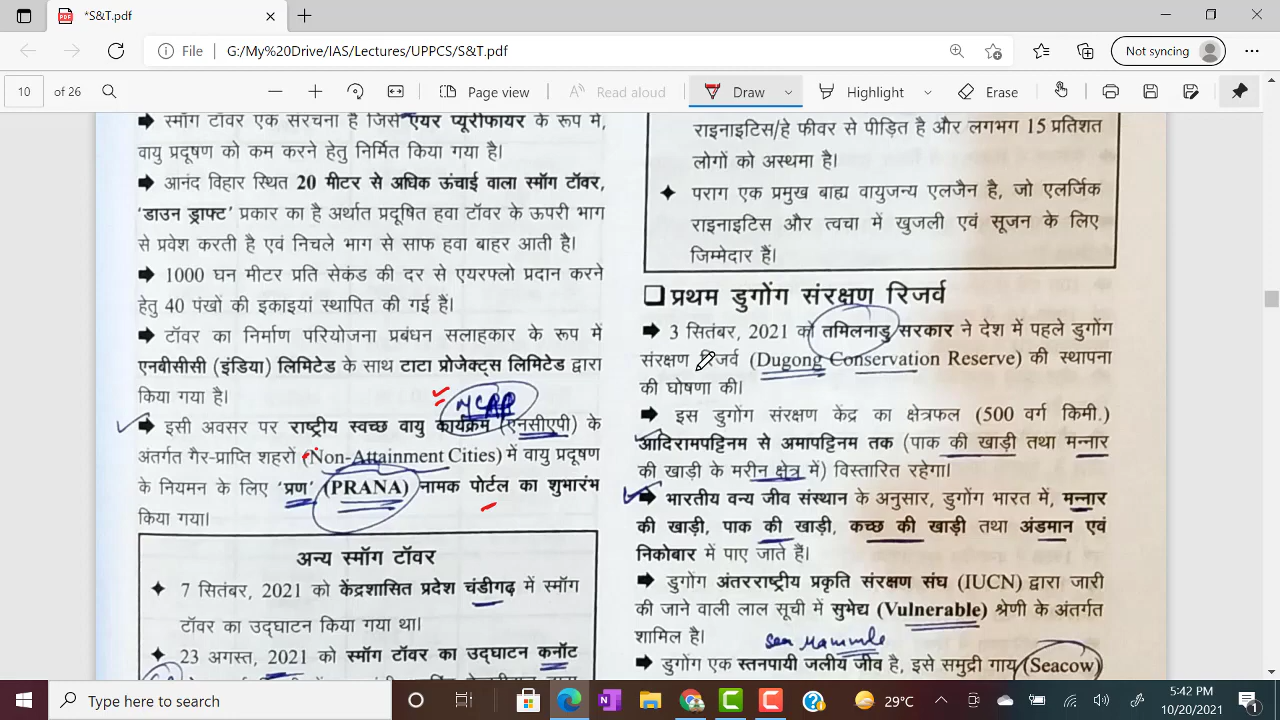 *S&T.pdf
File
G:/My%20Drive/IAS/Lectures/UPPCS/S&T.pdf
Not syncing
10 of 26
Page view
Read aloud
Draw
Highlight
Erase
स्मॉग टॉवर एक संरचना है जिसे एयर प्यूरीफायर के रूप में,
वायु प्रदूषण को कम करने हेतु निर्मित किया गया है।
आनंद विहार स्थित 20 मीटर से अधिक ऊंचाई वाला स्मॉग टॉवर,
‘डाउन ड्राफ्ट’ प्रकार का है अर्थात प्रदूषित हवा टॉवर के ऊपरी भाग
से प्रवेश करती है एवं निचले भाग से साफ हवा बाहर आती है।
1000 घन मीटर प्रति सेकंड की दर से एयरफ्लो प्रदान करने
हेतु 40 पंखों की इकाइयां स्थापित की गई हैं।
टॉवर का निर्माण परियोजना प्रबंधन सलाहकार के रूप में
एनबीसीसी (इंडिया) लिमिटेड के साथ टाटा प्रोजेक्ट्स लिमिटेड द्वारा
किया गया है।
इसी अवसर पर राष्ट्रीय स्वच्छ वायु कार्यक्रम (एनसीएपी) के
अंतर्गत गैर-प्राप्ति शहरों (Non-Attainment Cities) में वायु प्रदूषण
के नियमन के लिए ‘प्रण’ (PRANA) नामक पोर्टल का शुभारंभ
किया गया।
अन्य स्मॉग टॉवर
7 सितंबर, 2021 को केंद्रशासित प्रदेश चंडीगढ़ में स्मॉग
टॉवर का उद्घाटन किया गया था।
23 अगस्त, 2021 को स्मॉग टॉवर का उद्घाटन कनॉट
राइनाइटिस/हे फीवर से पीड़ित है और लगभग 15 प्रतिशत
लोगों को अस्थमा है।
पराग एक प्रमुख बाह्य वायुजन्य एलर्जेन है, जो एलर्जिक
राइनाइटिस और त्वचा में खुजली एवं सूजन के लिए
जिम्मेदार हैं।
प्रथम डुगोंग संरक्षण रिजर्व
3 सितंबर, 2021 को तमिलनाडु सरकार ने देश में पहले डुगोंग
संरक्षण रिजर्व (Dugong Conservation Reserve) की स्थापना
की घोषणा की।
इस डुगोंग संरक्षण केंद्र का क्षेत्रफल (500 वर्ग किमी.)
आदिरामपट्टिनम से अमापट्टिनम तक (पाक की खाड़ी तथा मन्नार
की खाड़ी के मरीन क्षेत्र में) विस्तारित रहेगा।
भारतीय वन्य जीव संस्थान के अनुसार, डुगोंग भारत में, मन्नार
की खाड़ी, पाक की खाड़ी, कच्छ की खाड़ी तथा अंडमान एवं
निकोबार में पाए जाते हैं।
डुगोंग अंतरराष्ट्रीय प्रकृति संरक्षण संघ (IUCN) द्वारा जारी
की जाने वाली लाल सूची में सुभेद्य (Vulnerable) श्रेणी के अंतर्गत
शामिल है।
डुगोंग एक स्तनपायी जलीय जीव है, इसे समुद्री गाय (Seacow)
Type here to search
29°C
5:42 PM
10/20/2021